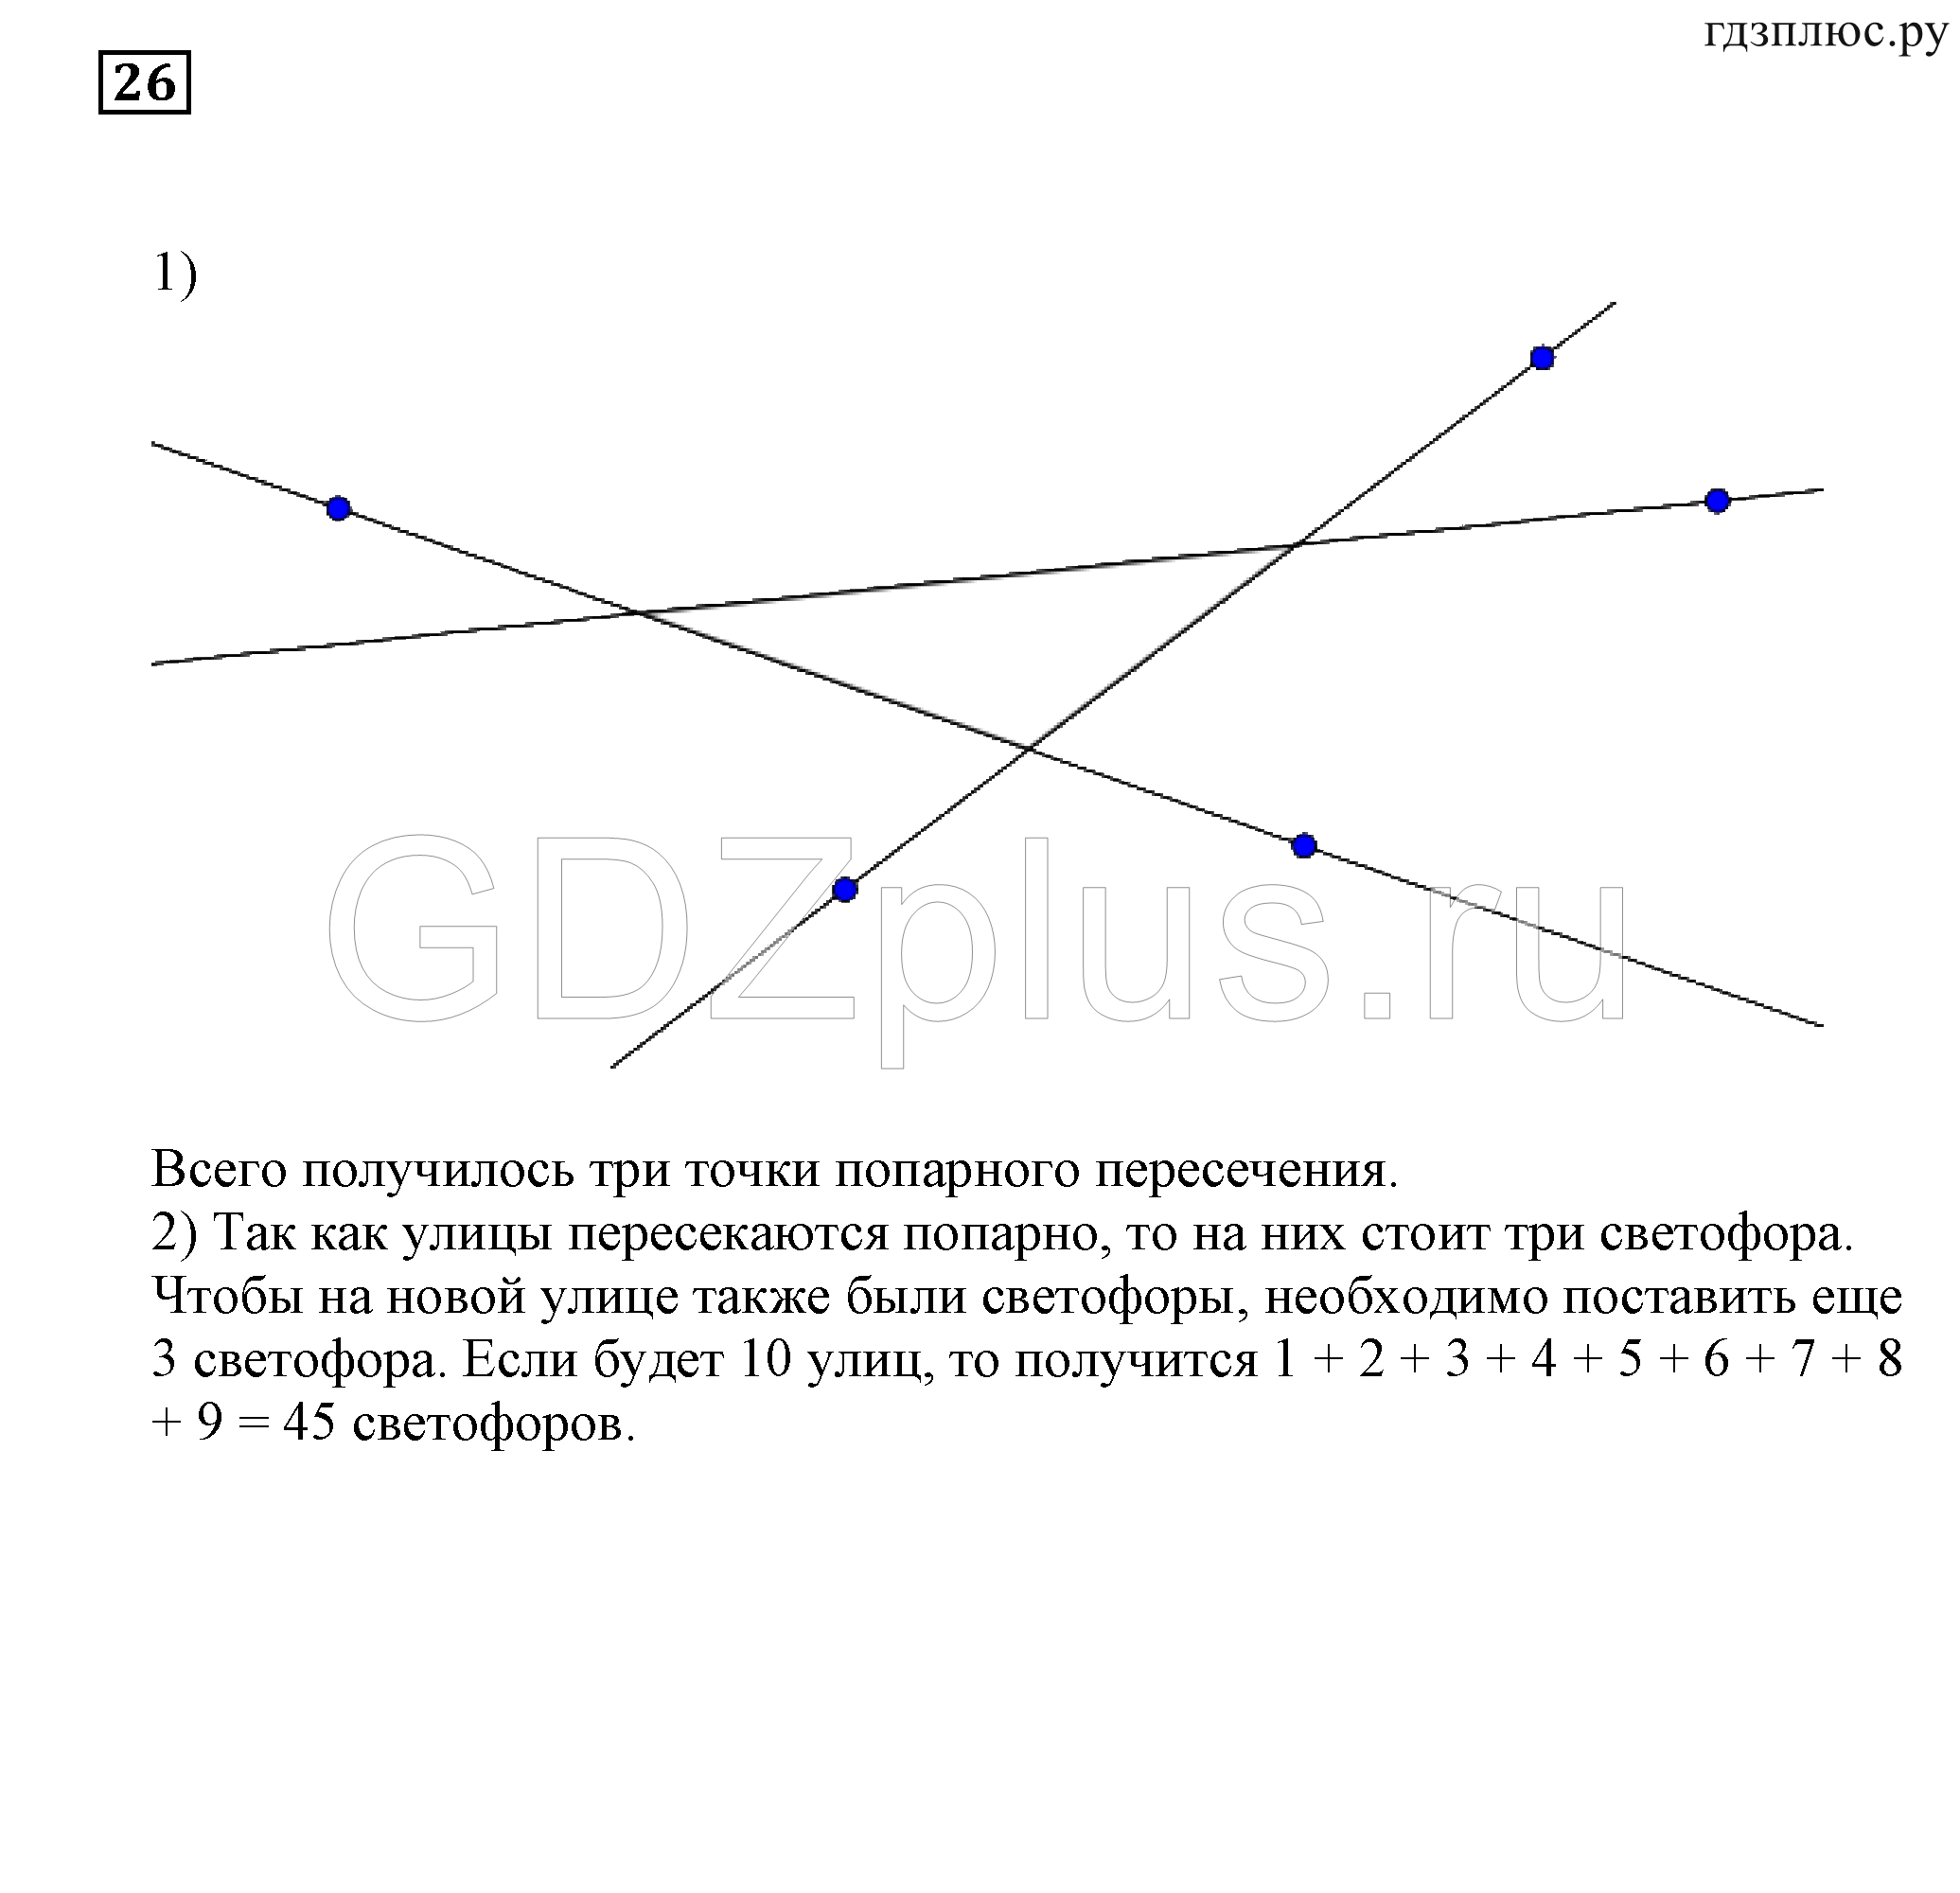 гдзплюс.ру
26
1)
GDZplus.ru
Всего получилось три точки попарного пересечения.
2) Так как улицы пересекаются попарно, то на них стоит три светофора.
Чтобы на новой улице также были светофоры, необходимо поставить еще
3 светофора. Если будет 10 улиц, то получится 1 + 2 + 3 + 4 + 5 + 6 + 7 + 8
+ 9 = 45 светофоров.